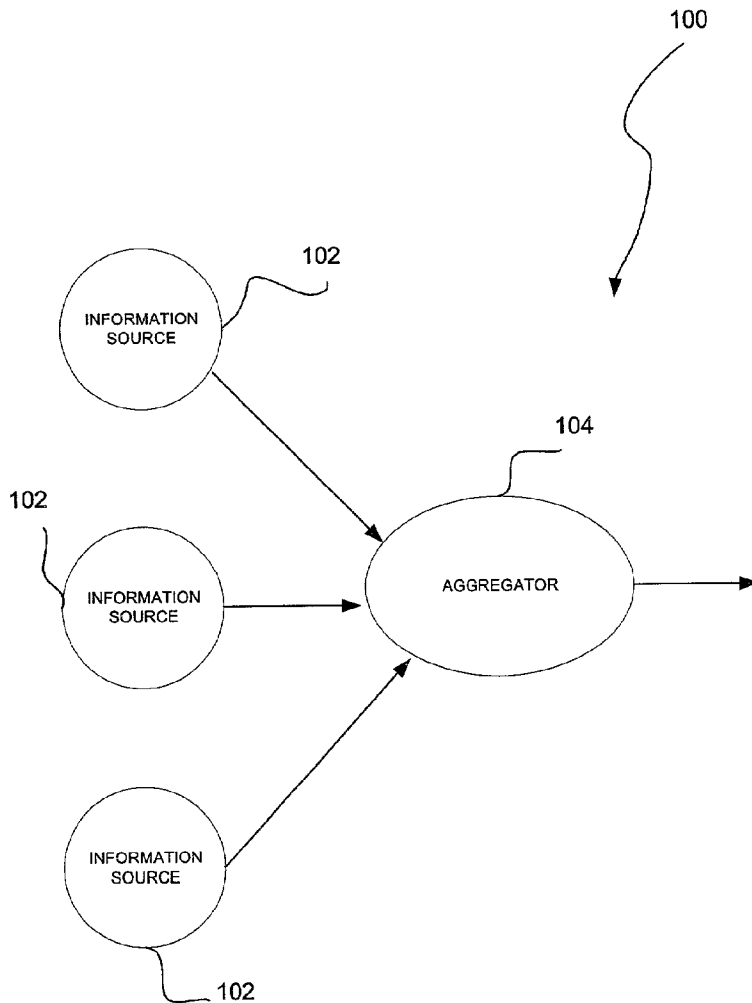 100
102
INFORMATION
SOURCE
104
AGGREGATOR
102
INFORMATION
SOURCE
INFORMATION
SOURCE
102